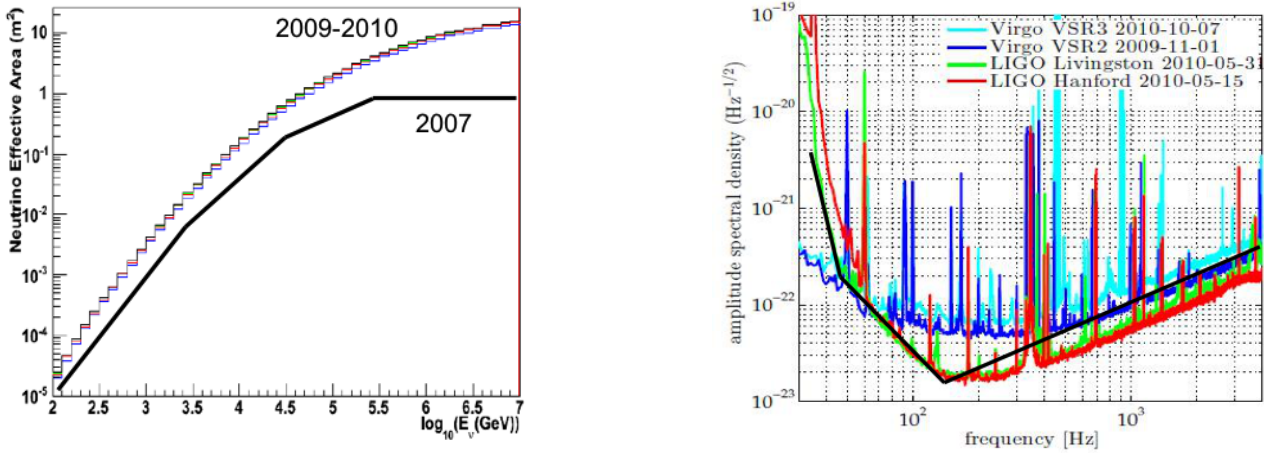 Neutrino Effective Area (m²)
10
1
10⁻¹
10⁻²
10⁻³
10⁻⁴
10⁻⁵
2009-2010
2007
2 2.5 3 3.5 4 4.5 5 5.5 6 6.5 7
log₁₀(E_ν(GeV))
amplitude spectral density (Hz⁻¹/²)
10⁻¹⁹
10⁻²⁰
10⁻²¹
10⁻²²
10⁻²³
Virgo VSR3 2010-10-07
Virgo VSR2 2009-11-01
LIGO Livingston 2010-05-31
LIGO Hanford 2010-05-15
10² 10³
frequency [Hz]